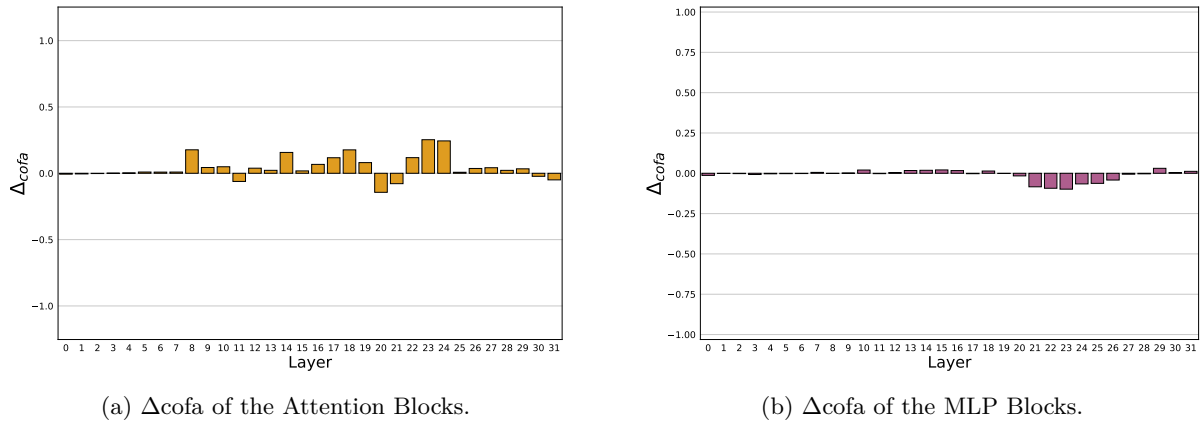 1.0
0.5
0.0
−0.5
−1.0
Δcofa
0 1 2 3 4 5 6 7 8 9 10 11 12 13 14 15 16 17 18 19 20 21 22 23 24 25 26 27 28 29 30 31
Layer
(a) Δcofa of the Attention Blocks.
1.00
0.75
0.50
0.25
0.00
−0.25
−0.50
−0.75
−1.00
Δcofa
0 1 2 3 4 5 6 7 8 9 10 11 12 13 14 15 16 17 18 19 20 21 22 23 24 25 26 27 28 29 30 31
Layer
(b) Δcofa of the MLP Blocks.